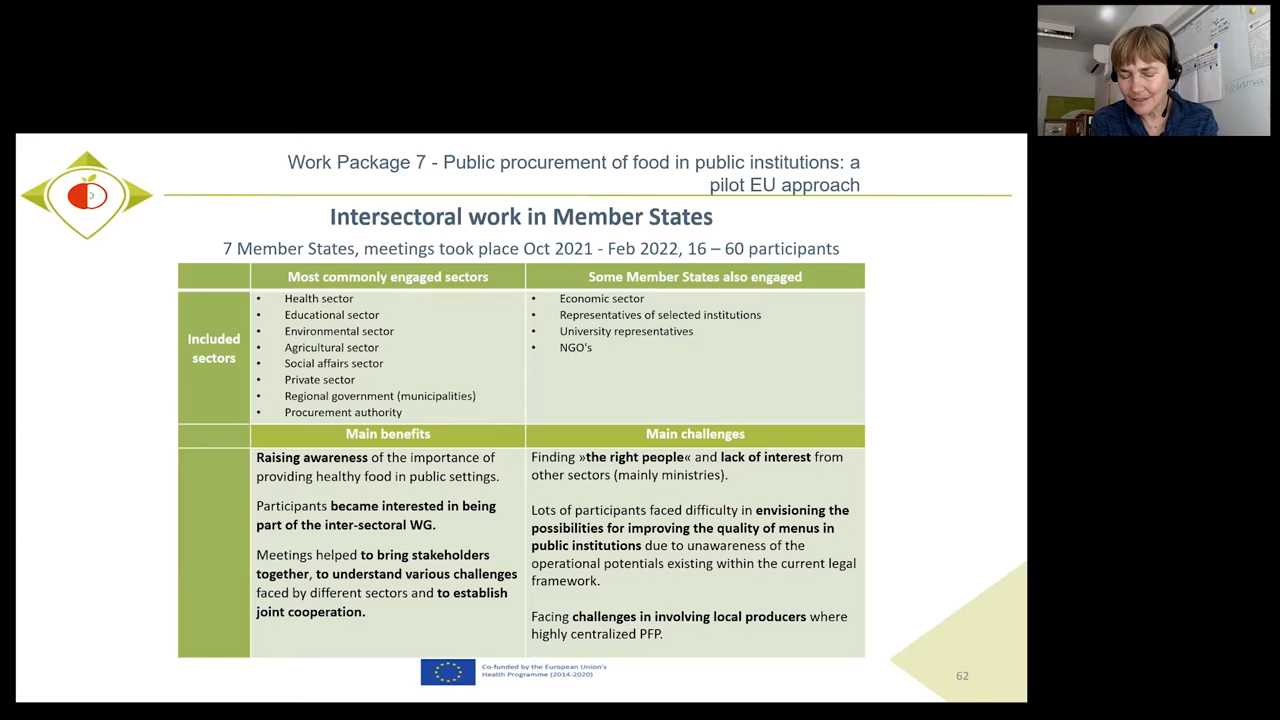 Work Package 7 - Public procurement of food in public institutions: a
pilot EU approach
Intersectoral work in Member States
7 Member States, meetings took place Oct 2021 - Feb 2022, 16 – 60 participants
Most commonly engaged sectors
Some Member States also engaged
Included
sectors
• Health sector
• Educational sector
• Environmental sector
• Agricultural sector
• Social affairs sector
• Private sector
• Regional government (municipalities)
• Procurement authority
• Economic sector
• Representatives of selected institutions
• University representatives
• NGO's
Main benefits
Main challenges
Raising awareness of the importance of
providing healthy food in public settings.
Participants became interested in being
part of the inter-sectoral WG.
Meetings helped to bring stakeholders
together, to understand various challenges
faced by different sectors and to establish
joint cooperation.
Finding »the right people« and lack of interest from
other sectors (mainly ministries).
Lots of participants faced difficulty in envisioning the
possibilities for improving the quality of menus in
public institutions due to unawareness of the
operational potentials existing within the current legal
framework.
Facing challenges in involving local producers where
highly centralized PFP.
Co-funded by the European Union's
Health Programme (2014-2020)
62